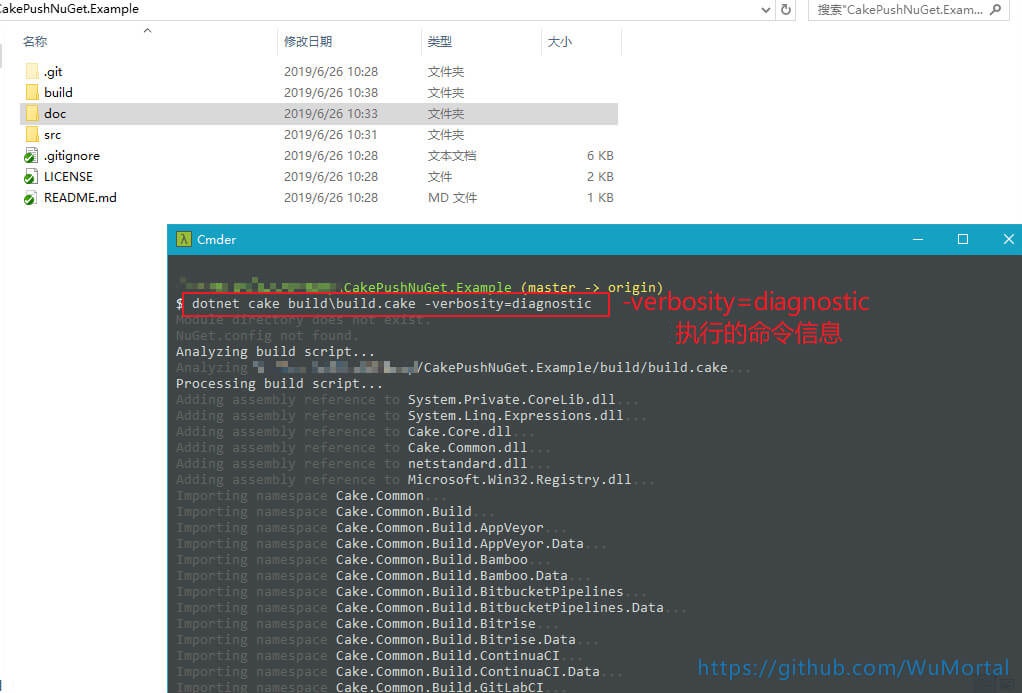 CakePushNuGet.Example
搜索"CakePushNuGet.Exam...
名称 修改日期 类型 大小
.git 2019/6/26 10:28 文件夹
build 2019/6/26 10:38 文件夹
doc 2019/6/26 10:33 文件夹
src 2019/6/26 10:31 文件夹
.gitignore 2019/6/26 10:28 文本文档 6 KB
LICENSE 2019/6/26 10:28 文件 2 KB
README.md 2019/6/26 10:28 MD 文件 1 KB
λ Cmder
.CakePushNuGet.Example (master -> origin)
$ dotnet cake build\build.cake -verbosity=diagnostic
-verbosity=diagnostic
执行的命令信息
Module directory does not exist.
NuGet.config not found.
Analyzing build script...
Analyzing /CakePushNuGet.Example/build/build.cake...
Processing build script...
Adding assembly reference to System.Private.CoreLib.dll...
Adding assembly reference to System.Linq.Expressions.dll...
Adding assembly reference to Cake.Core.dll...
Adding assembly reference to Cake.Common.dll...
Adding assembly reference to netstandard.dll...
Adding assembly reference to Microsoft.Win32.Registry.dll...
Importing namespace Cake.Common...
Importing namespace Cake.Common.Build...
Importing namespace Cake.Common.Build.AppVeyor...
Importing namespace Cake.Common.Build.AppVeyor.Data...
Importing namespace Cake.Common.Build.Bamboo...
Importing namespace Cake.Common.Build.Bamboo.Data...
Importing namespace Cake.Common.Build.BitbucketPipelines...
Importing namespace Cake.Common.Build.BitbucketPipelines.Data...
Importing namespace Cake.Common.Build.Bitrise...
Importing namespace Cake.Common.Build.Bitrise.Data...
Importing namespace Cake.Common.Build.ContinuaCI...
Importing namespace Cake.Common.Build.ContinuaCI.Data...
Importing namespace Cake.Common.Build.GitLabCI...
https://github.com/WuMortal